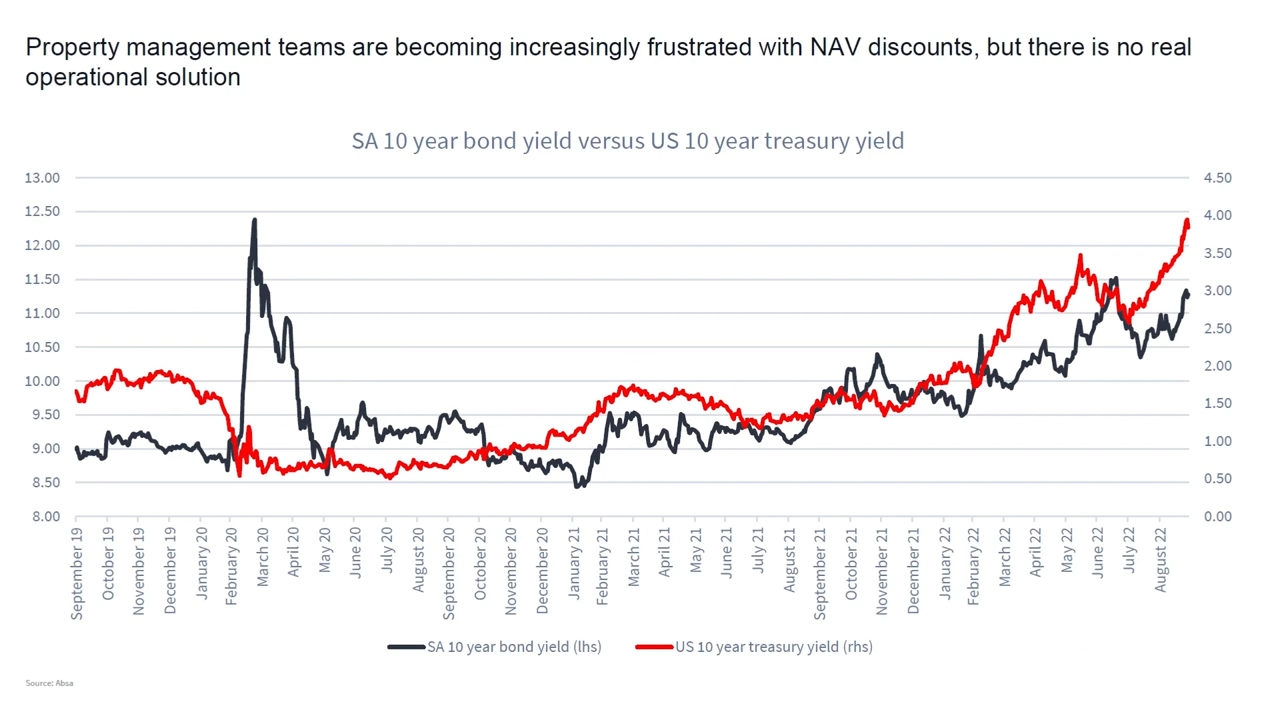 Property management teams are becoming increasingly frustrated with NAV discounts, but there is no real
operational solution
SA 10 year bond yield versus US 10 year treasury yield
13.00
12.50
12.00
11.50
11.00
10.50
10.00
9.50
9.00
8.50
8.00
4.50
4.00
3.50
3.00
2.50
2.00
1.50
1.00
0.50
0.00
September 19
October 19
November 19
December 19
January 20
February 20
March 20
April 20
May 20
June 20
July 20
August 20
September 20
October 20
November 20
December 20
January 21
February 21
March 21
April 21
May 21
June 21
July 21
August 21
September 21
October 21
November 21
December 21
January 22
February 22
March 22
April 22
May 22
June 22
July 22
August 22
SA 10 year bond yield (lhs)
US 10 year treasury yield (rhs)
Source: Absa